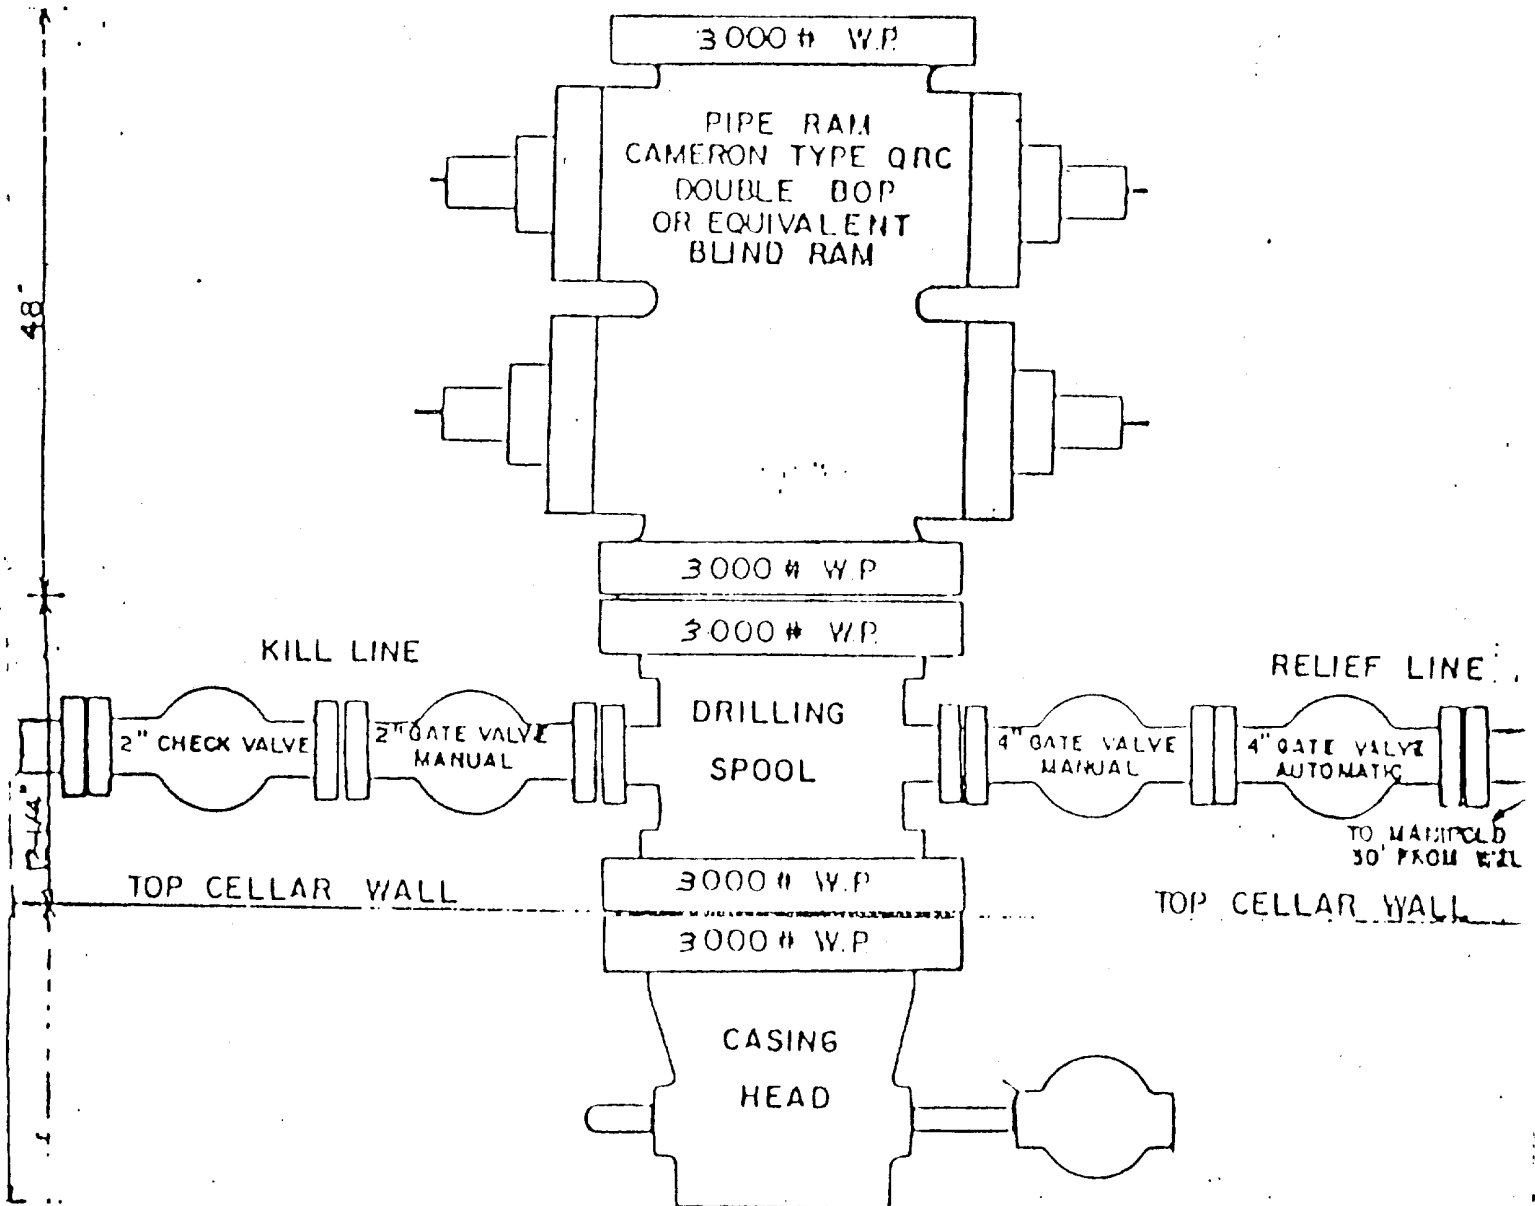 3000 # W.P.
PIPE RAM
CAMERON TYPE QRC
DOUBLE BOP
OR EQUIVALENT
BLIND RAM
48"
3000 # W.P
3000 # W.P.
KILL LINE
RELIEF LINE
2" CHECK VALVE
2" GATE VALVE
MANUAL
DRILLING
SPOOL
4" GATE VALVE
MANUAL
4" GATE VALVE
AUTOMATIC
TO MANIFOLD
FROM
TOP CELLAR WALL
3000 # W.P
TOP CELLAR WALL
3000 # W.P
CASING
HEAD